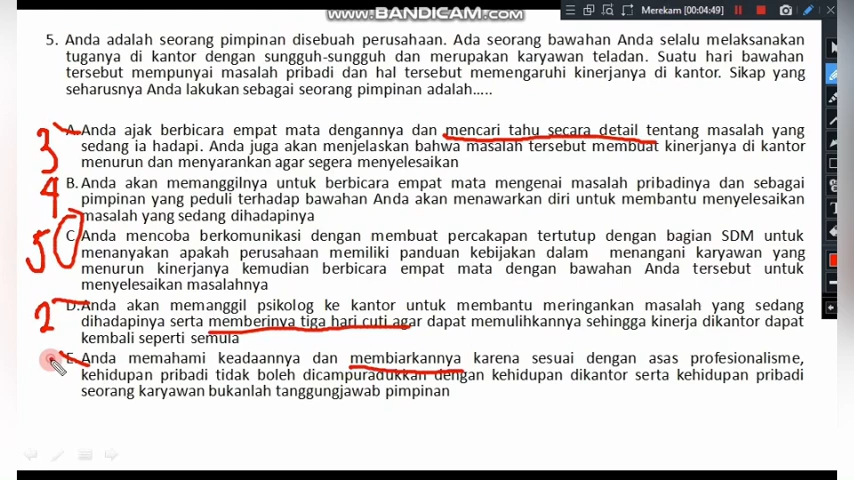 www.BANDICAM.com
Merekam [00:04:49]
5. Anda adalah seorang pimpinan disebuah perusahaan. Ada seorang bawahan Anda selalu melaksanakan
tuganya di kantor dengan sungguh-sungguh dan merupakan karyawan teladan. Suatu hari bawahan
tersebut mempunyai masalah pribadi dan hal tersebut memengaruhi kinerjanya di kantor. Sikap yang
seharusnya Anda lakukan sebagai seorang pimpinan adalah.....
3
A. Anda ajak berbicara empat mata dengannya dan mencari tahu secara detail tentang masalah yang
sedang ia hadapi. Anda juga akan menjelaskan bahwa masalah tersebut membuat kinerjanya di kantor
menurun dan menyarankan agar segera menyelesaikan
4
B. Anda akan memanggilnya untuk berbicara empat mata mengenai masalah pribadinya dan sebagai
pimpinan yang peduli terhadap bawahan Anda akan menawarkan diri untuk membantu menyelesaikan
masalah yang sedang dihadapinya
5
C. Anda mencoba berkomunikasi dengan membuat percakapan tertutup dengan bagian SDM untuk
menanyakan apakah perusahaan memiliki panduan kebijakan dalam menangani karyawan yang
menurun kinerjanya kemudian berbicara empat mata dengan bawahan Anda tersebut untuk
menyelesaikan masalahnya
2
D. Anda akan memanggil psikolog ke kantor untuk membantu meringankan masalah yang sedang
dihadapinya serta memberinya tiga hari cuti agar dapat memulihkannya sehingga kinerja dikantor dapat
kembali seperti semula
E. Anda memahami keadaannya dan membiarkannya karena sesuai dengan asas profesionalisme,
kehidupan pribadi tidak boleh dicampuradukkan dengan kehidupan dikantor serta kehidupan pribadi
seorang karyawan bukanlah tanggungjawab pimpinan